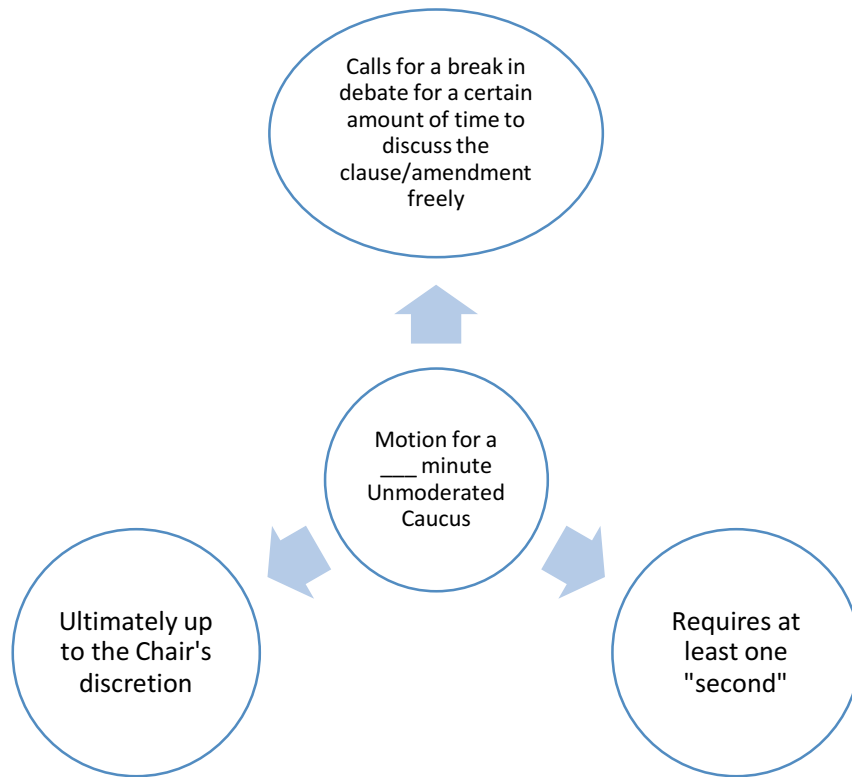 Calls for a break in
debate for a certain
amount of time to
discuss the
clause/amendment
freely
Motion for a
___ minute
Unmoderated
Caucus
Ultimately up
to the Chair's
discretion
Requires at
least one
"second"